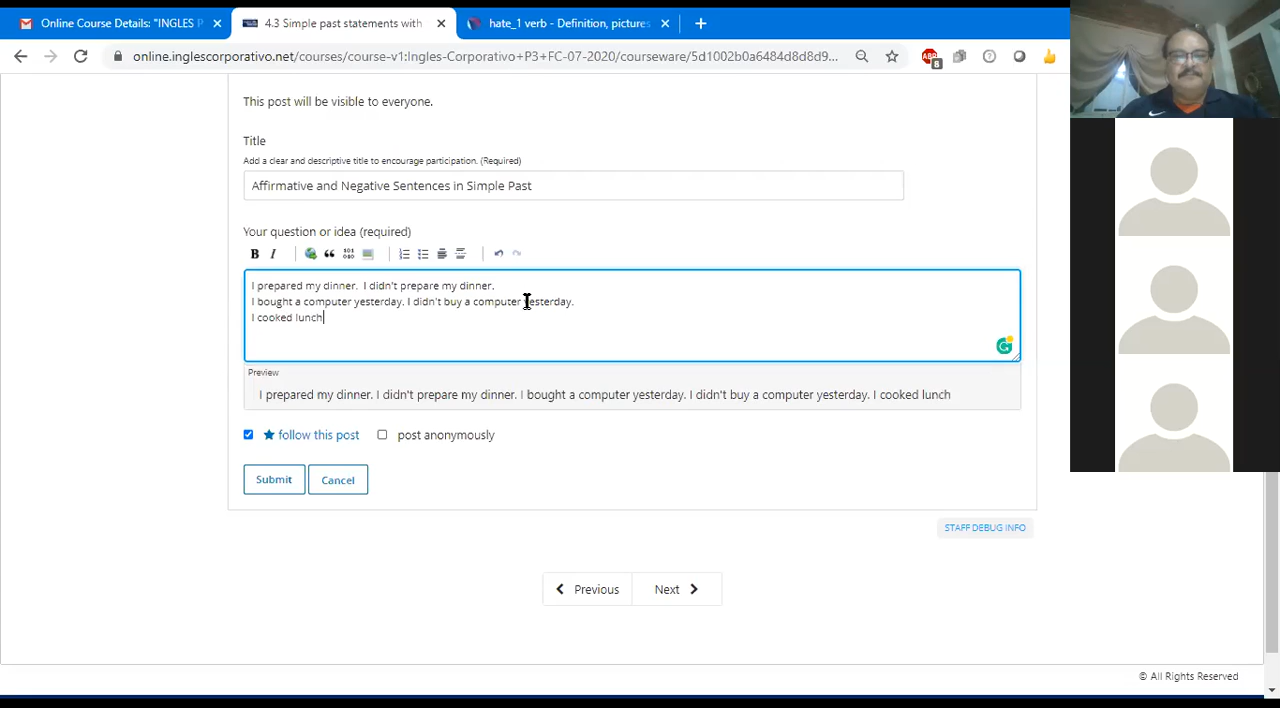 Online Course Details: "INGLES P
4.3 Simple past statements with
hate_1 verb - Definition, pictures
online.inglescorporativo.net/courses/course-v1:Ingles-Corporativo+P3+FC-07-2020/courseware/5d1002b0a6484d8d8d9...
ABP
8
This post will be visible to everyone.
Title
Add a clear and descriptive title to encourage participation. (Required)
Affirmative and Negative Sentences in Simple Past
Your question or idea (required)
B I
I prepared my dinner. I didn't prepare my dinner.
I bought a computer yesterday. I didn't buy a computer yesterday.
I cooked lunch
Preview
I prepared my dinner. I didn't prepare my dinner. I bought a computer yesterday. I didn't buy a computer yesterday. I cooked lunch
follow this post post anonymously
Submit Cancel
STAFF DEBUG INFO
Previous Next
© All Rights Reserved